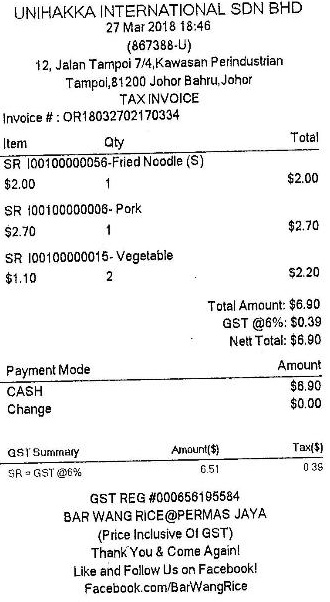 UNIHAKKA INTERNATIONAL SDN BHD
27 Mar 2018 18:46
(867388-U)
12, Jalan Tampoi 7/4,Kawasan Perindustrian
Tampoi,81200 Johor Bahru,Johor
TAX INVOICE
Invoice # : OR18032702170334
Item Qty Total
SR I00100000056-Fried Noodle (S)
$2.00 1 $2.00
SR I00100000006- Pork
$2.70 1 $2.70
SR I00100000015- Vegetable
$1.10 2 $2.20
Total Amount: $6.90
GST @6%: $0.39
Nett Total: $6.90
Payment Mode Amount
CASH $6.90
Change $0.00
GST Summary Amount($) Tax($)
SR = GST @6% 6.51 0.39
GST REG #000656195584
BAR WANG RICE@PERMAS JAYA
(Price Inclusive Of GST)
Thank You & Come Again!
Like and Follow Us on Facebook!
Facebook.com/BarWangRice